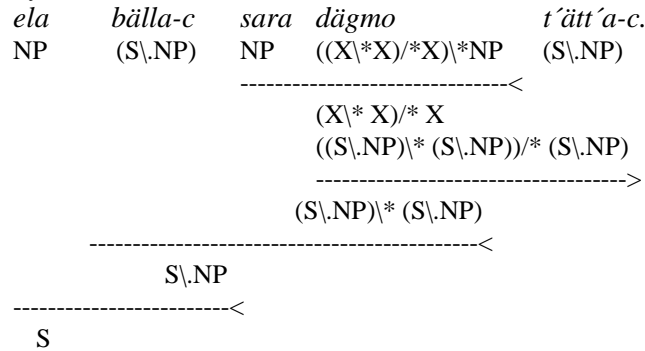 ela bälla-c sara dägmo t´ätt´a-c.
NP (S\.NP) NP ((X\*X)/*X)\*NP (S\.NP)
-------------------------------<
(X\* X)/* X
((S\.NP)\* (S\.NP))/* (S\.NP)
------------------------------------>
(S\.NP)\* (S\.NP)
---------------------------------------------<
S\.NP
-------------------------<
S